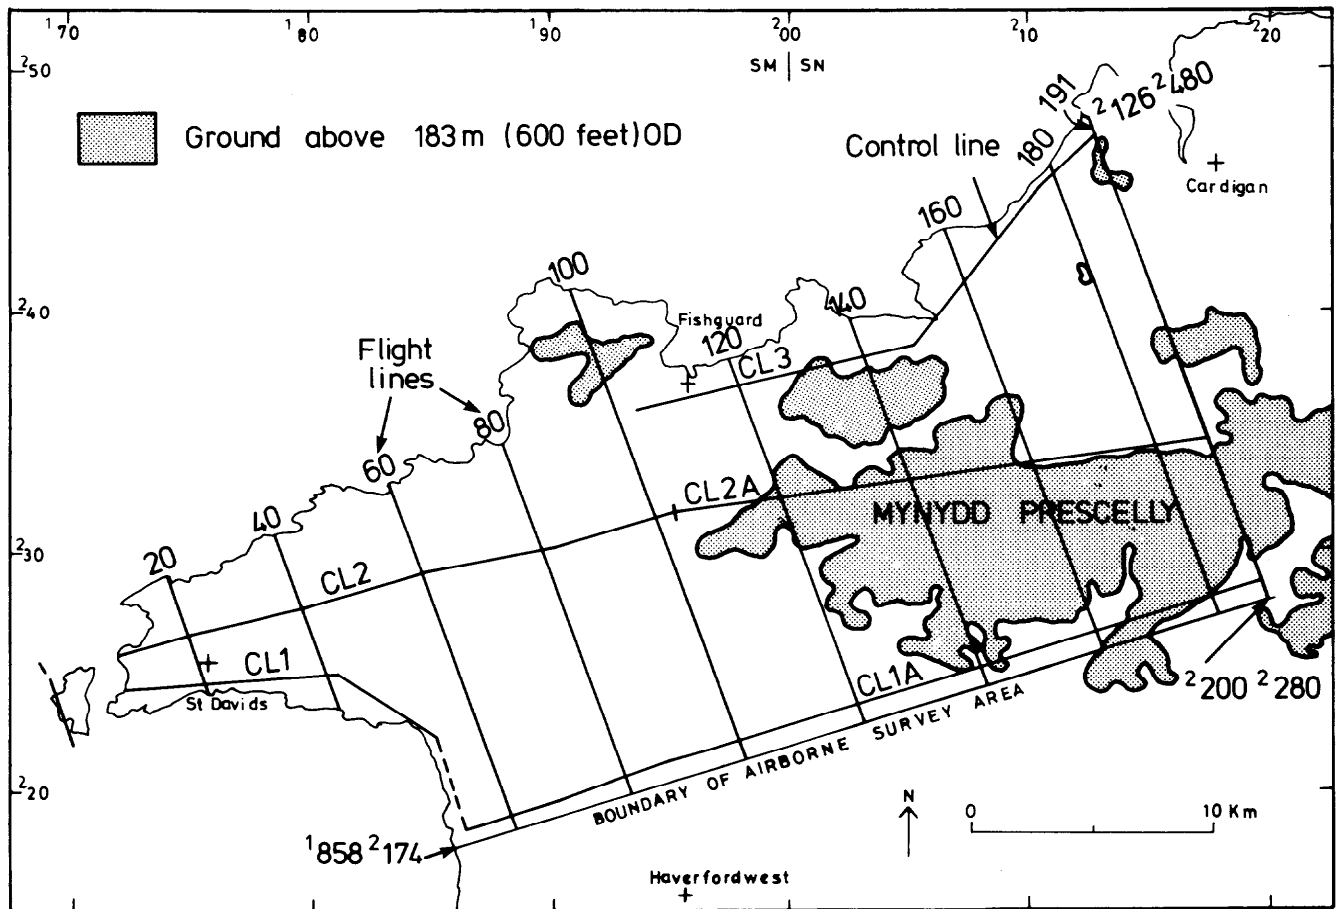 ¹70 ¹80 ¹90 ²00 ²10 ²20
SM | SN
²50
Ground above 183m (600 feet)OD
191
²126 ²480
Control line
180
Cardigan
160
100
²40
140
Fishguard
120
Flight
lines
CL3
80
60
CL2A
40
MYNYDD PRESCELLY
²30
20
CL2
CL1
CL1A
St Davids
²200 ²280
BOUNDARY OF AIRBORNE SURVEY AREA
²20
N
0 10 Km
¹858 ²174
Haverfordwest